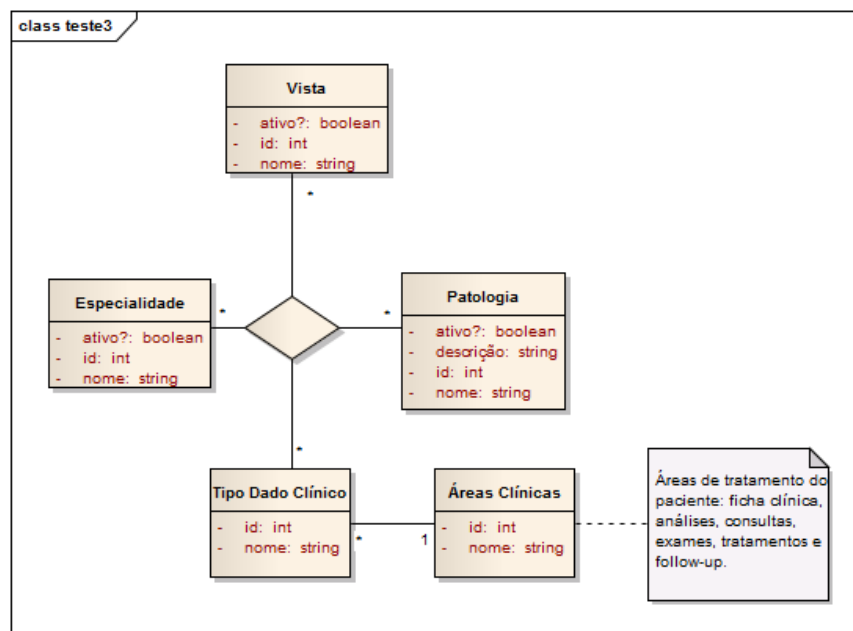 class teste3
Vista
- ativo?: boolean
- id: int
- nome: string
*
Especialidade
- ativo?: boolean
- id: int
- nome: string
*
Patologia
- ativo?: boolean
- descrição: string
- id: int
- nome: string
*
*
Tipo Dado Clínico
- id: int
- nome: string
*
1
Áreas Clínicas
- id: int
- nome: string
Áreas de tratamento do
paciente: ficha clínica,
análises, consultas,
exames, tratamentos e
follow-up.